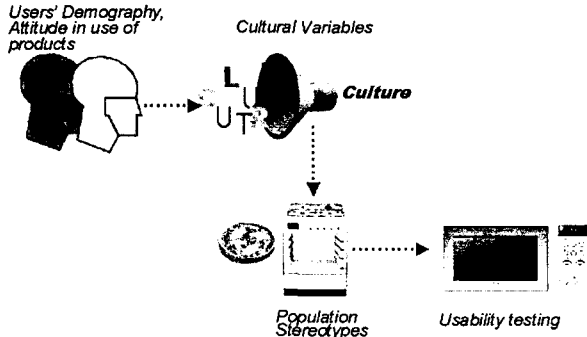 Users' Demography,
Attitude in use of
products
Cultural Variables
L
U
U T
Culture
Population
Stereotypes
Usability testing